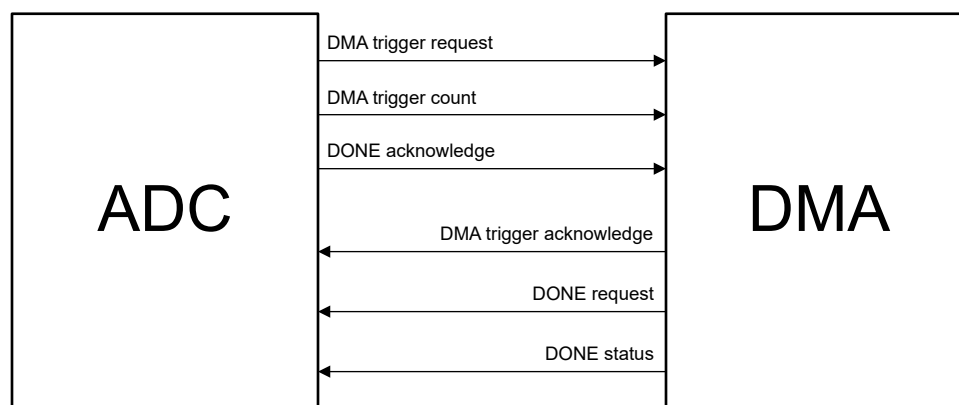 DMA trigger request
DMA trigger count
DONE acknowledge
ADC
DMA
DMA trigger acknowledge
DONE request
DONE status